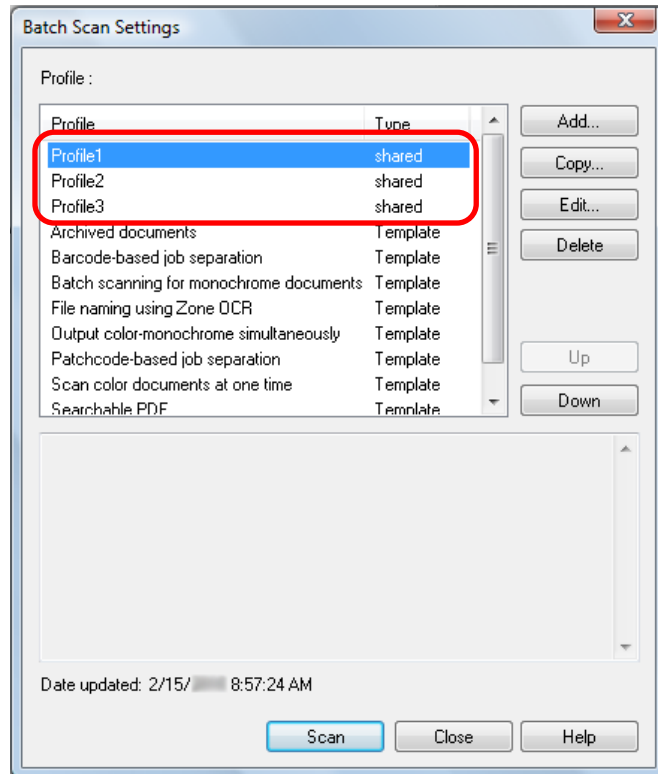 Batch Scan Settings
Profile :
Profile Type
Profile1 shared
Profile2 shared
Profile3 shared
Archived documents Template
Barcode-based job separation Template
Batch scanning for monochrome documents Template
File naming using Zone OCR Template
Output color-monochrome simultaneously Template
Patchcode-based job separation Template
Scan color documents at one time Template
Searchable PDF Template
Add...
Copy...
Edit...
Delete
Up
Down
Date updated: 2/15/ 8:57:24 AM
Scan Close Help